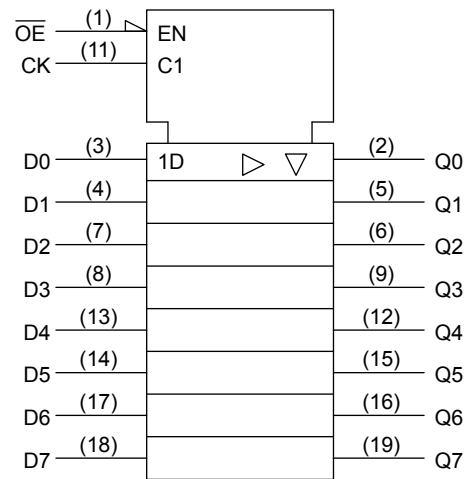 O̅E̅ (1) EN
CK (11) C1
D0 (3) 1D (2) Q0
D1 (4) (5) Q1
D2 (7) (6) Q2
D3 (8) (9) Q3
D4 (13) (12) Q4
D5 (14) (15) Q5
D6 (17) (16) Q6
D7 (18) (19) Q7